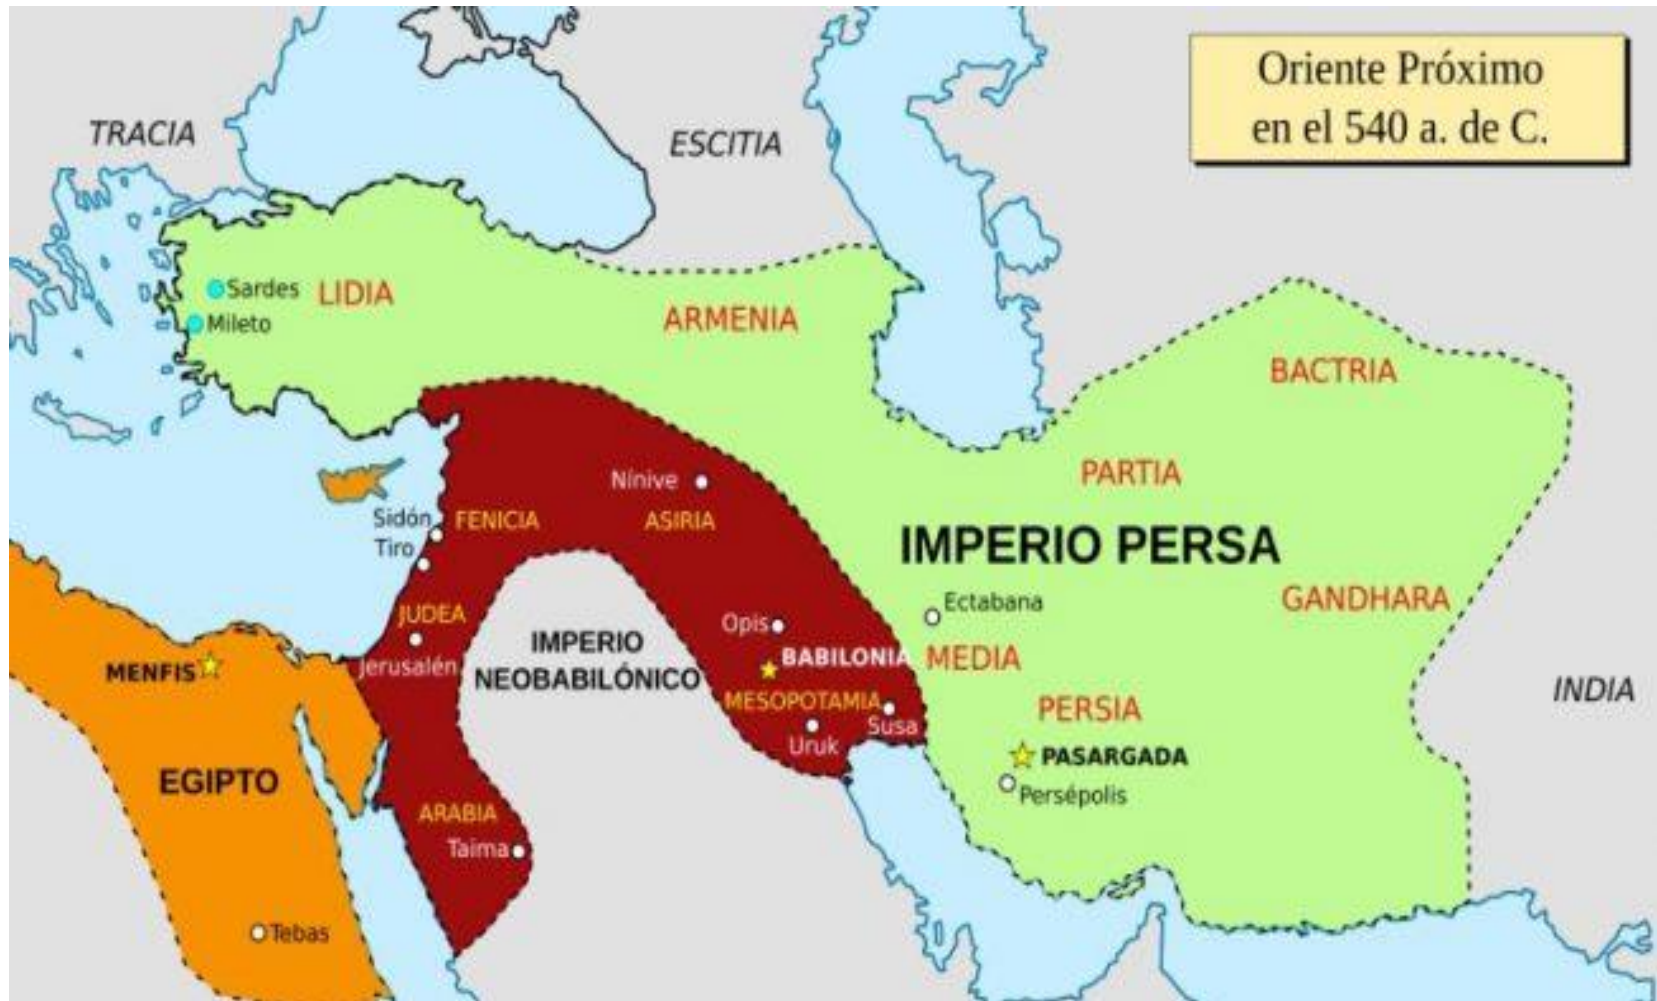 Oriente Próximo
en el 540 a. de C.
TRACIA
ESCITIA
Sardes
LIDIA
Mileto
ARMENIA
BACTRIA
PARTIA
Nínive
Sidón
FENICIA
ASIRIA
Tiro
IMPERIO PERSA
GANDHARA
Ectabana
JUDEA
Opis
IMPERIO
NEOBABILÓNICO
BABILONIA
MEDIA
Jerusalén
MENFIS
INDIA
MESOPOTAMIA
PERSIA
Susa
Uruk
PASARGADA
EGIPTO
Persépolis
ARABIA
Taima
Tebas